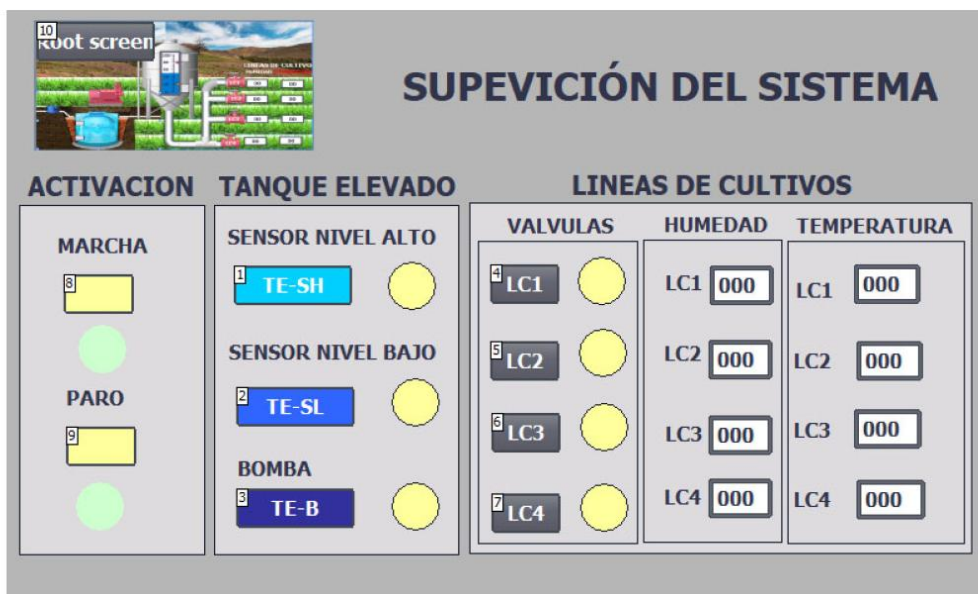 10
Root screen
LINEAS DE CULTIVO
SUPEVICIÓN DEL SISTEMA
ACTIVACION
MARCHA
8
PARO
9
TANQUE ELEVADO
SENSOR NIVEL ALTO
1 TE-SH
SENSOR NIVEL BAJO
2 TE-SL
BOMBA
3 TE-B
LINEAS DE CULTIVOS
VALVULAS
4 LC1
5 LC2
6 LC3
7 LC4
HUMEDAD
LC1 000
LC2 000
LC3 000
LC4 000
TEMPERATURA
LC1 000
LC2 000
LC3 000
LC4 000